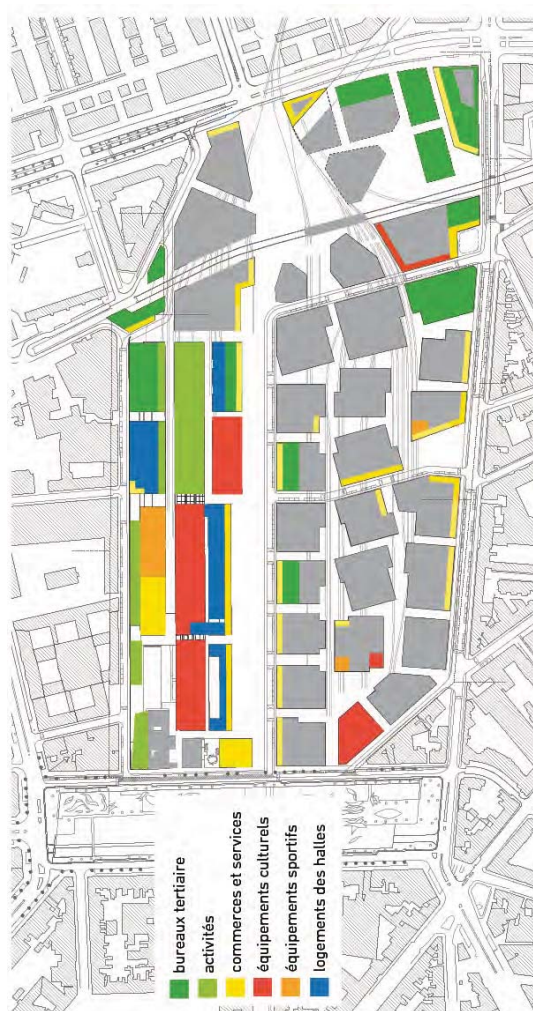 bureaux tertiaire
activités
commerces et services
équipements culturels
équipements sportifs
logements des halles